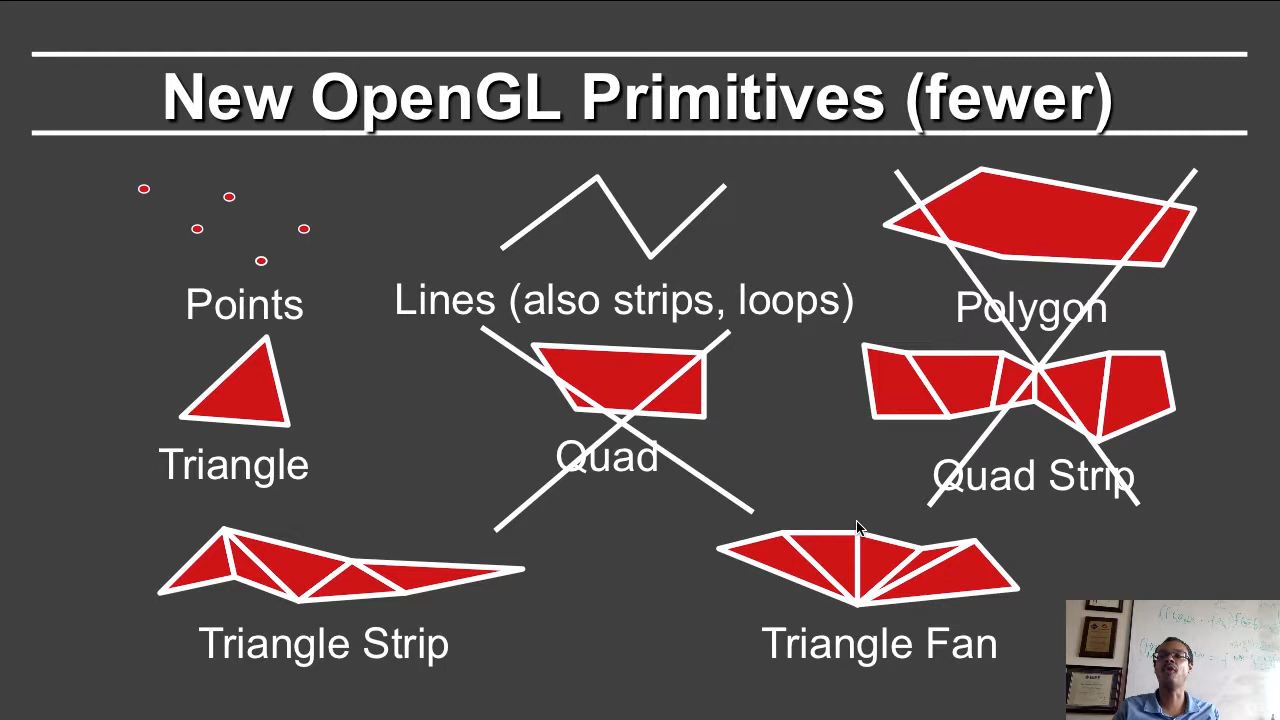 New OpenGL Primitives (fewer)
Points
Lines (also strips, loops)
Polygon
Triangle
Quad
Quad Strip
Triangle Strip
Triangle Fan